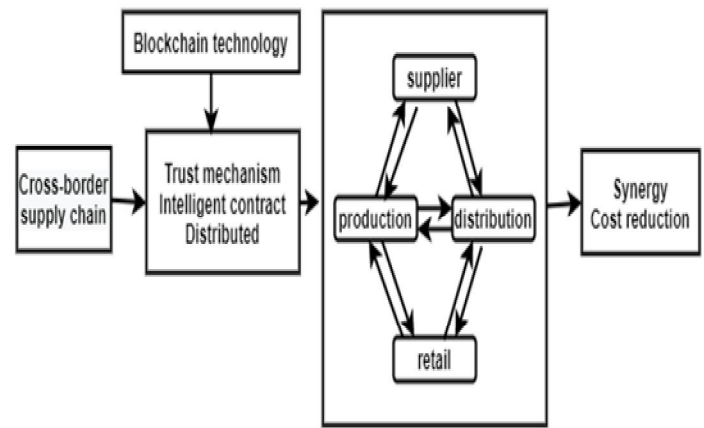 Blockchain technology
Cross-border
supply chain
Trust mechanism
Intelligent contract
Distributed
supplier
production
distribution
retail
Synergy
Cost reduction